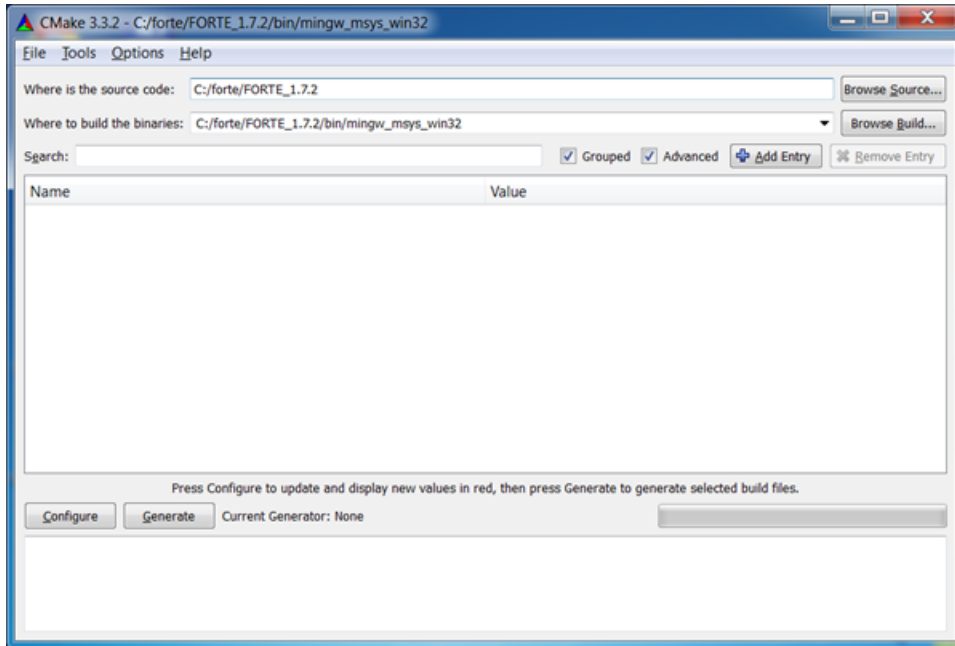 CMake 3.3.2 - C:/forte/FORTE_1.7.2/bin/mingw_msys_win32
File Tools Options Help
Where is the source code: C:/forte/FORTE_1.7.2 Browse Source...
Where to build the binaries: C:/forte/FORTE_1.7.2/bin/mingw_msys_win32 Browse Build...
Search: Grouped Advanced Add Entry Remove Entry
Name Value
Press Configure to update and display new values in red, then press Generate to generate selected build files.
Configure Generate Current Generator: None